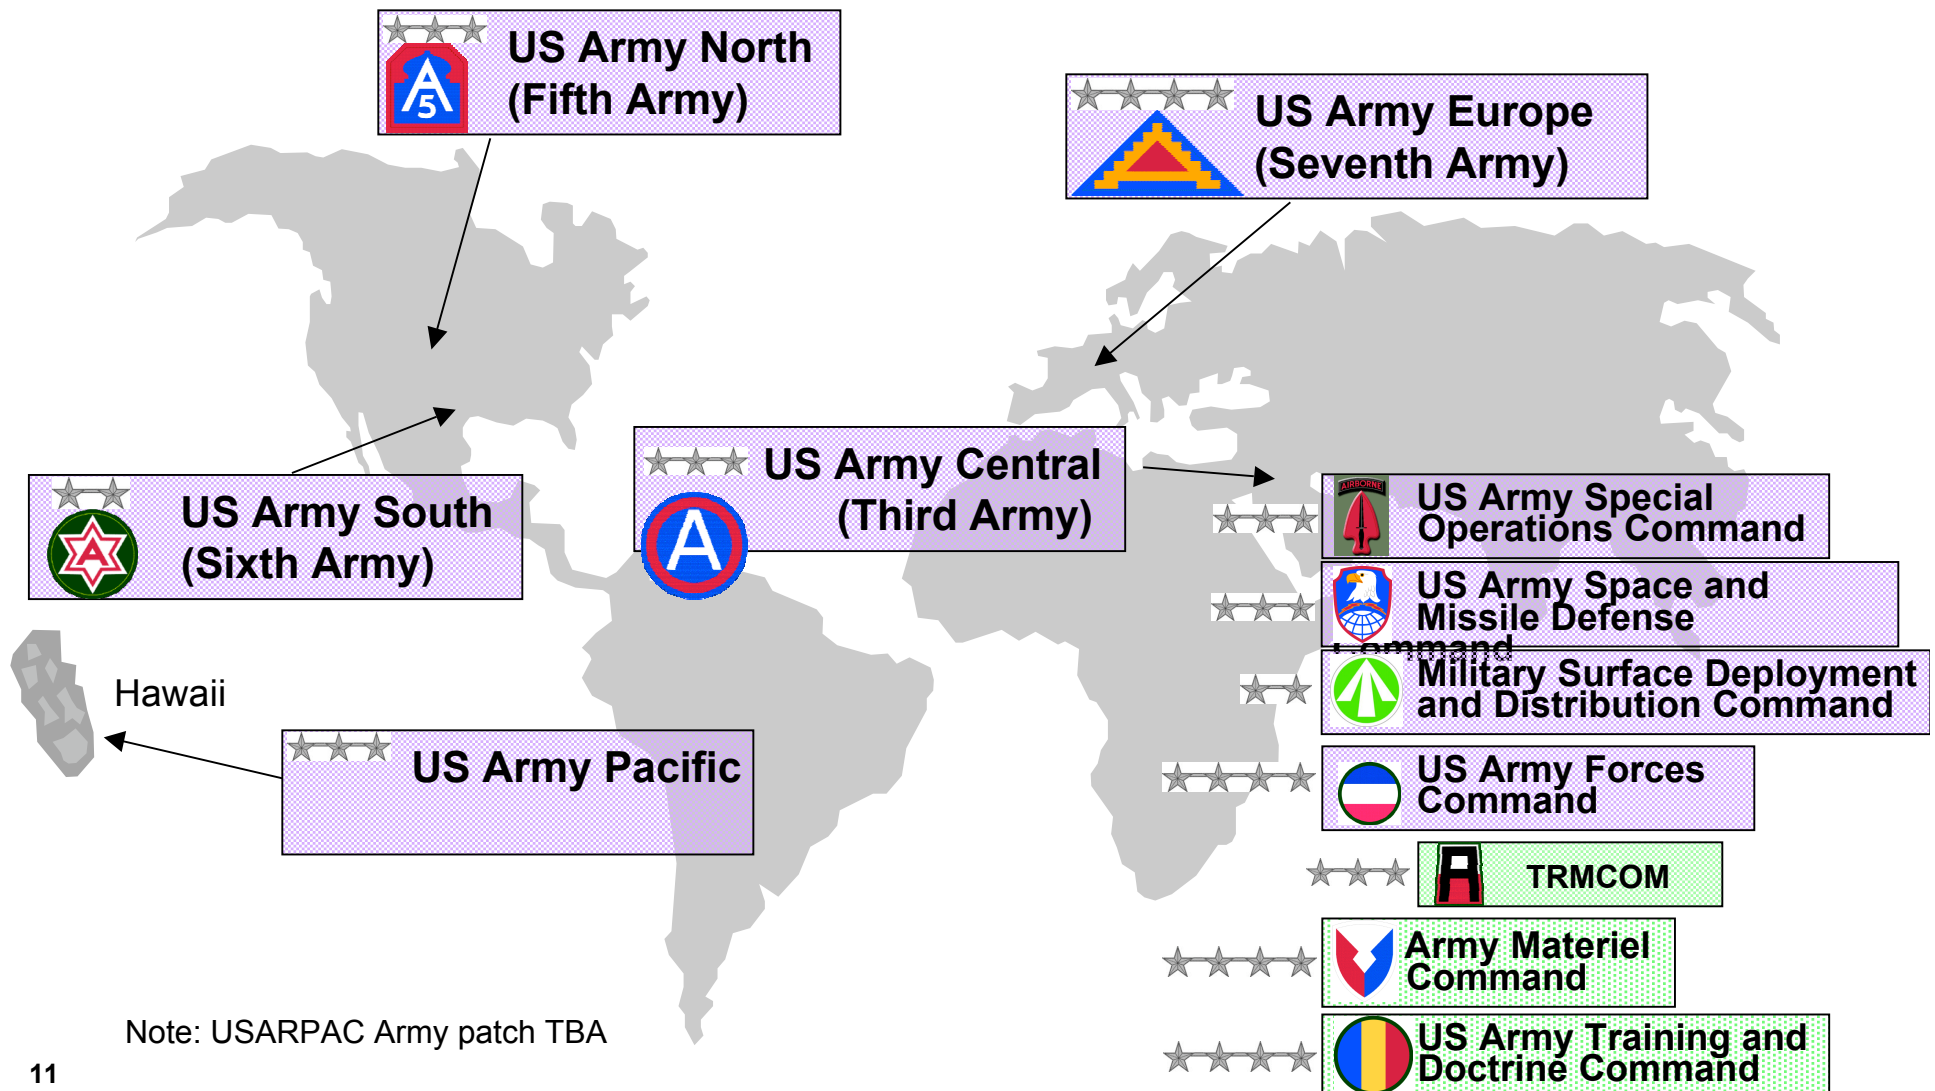 US Army North
(Fifth Army)
A
5
US Army Europe
(Seventh Army)
US Army Central
(Third Army)
A
US Army South
(Sixth Army)
A
AIRBORNE
US Army Special
Operations Command
US Army Space and
Missile Defense
Command
Military Surface Deployment
and Distribution Command
Hawaii
US Army Pacific
US Army Forces
Command
A
TRMCOM
Army Materiel
Command
US Army Training and
Doctrine Command
Note: USARPAC Army patch TBA
11